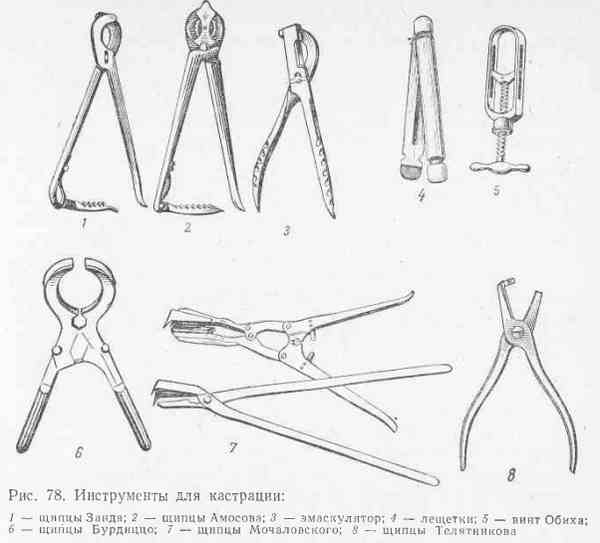 1
2
3
4
5
6
7
8
Рис. 78. Инструменты для кастрации:
1 — щипцы Занда; 2 — щипцы Амосова; 3 — эмаскулятор; 4 — лещетки; 5 — винт Обиха;
6 — щипцы Бурдиццо; 7 — щипцы Мочаловского; 8 — щипцы Телятникова